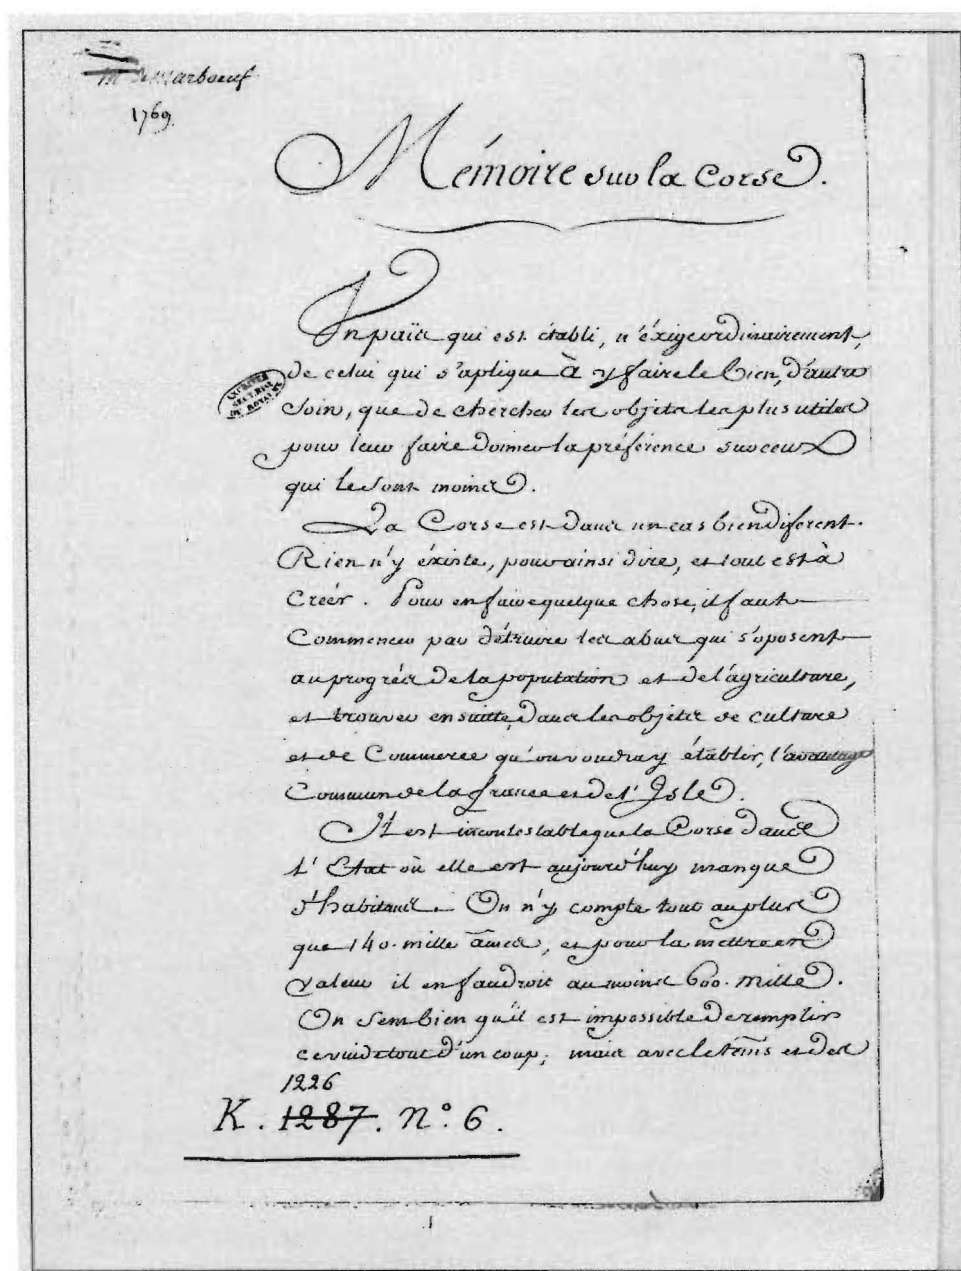 Marboeuf
1769.
Mémoire sur la Corse.
Un païs qui est établi, n'éxige ordinairement,
de celui qui s'aplique à y faire le bien, d'autre
soin, que de chercher les objets les plus utiles
pour leur faire donner la préférence sur ceux
qui le sont moins.
La Corse est dans un cas bien diferent.
Rien n'y éxiste, pour ainsi dire, et tout est à
Créer. Pour en faire quelque chose, il faut
Commencer par détruire les abus qui s'oposent
au progrès de la population et de l'agriculture,
et trouver en suitte, dans les objets de culture
et de Commerce qu'on voudra y établir, l'avantage
Commun de la france et de l'Isle.
Il est incontestable que la Corse dans
l'Etat où elle est aujourd'huy manque
d'habitans. On n'y compte tout au plus
que 140. mille âmes, et pour la mettre en
valeur il en faudroit au moins 600. mille.
On sent bien qu'il est impossible de remplir
ce vuide tout d'un coup; mais avec le tems et des
1226
K. 1287. N.° 6.
1